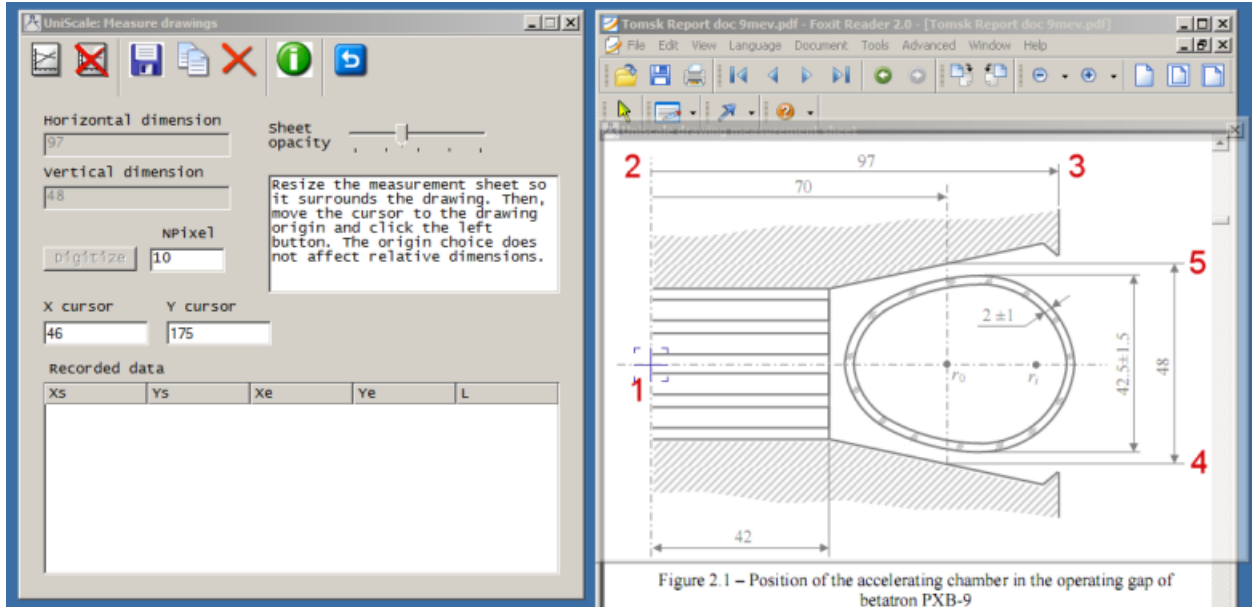 UniScale: Measure drawings
Horizontal dimension
97
Vertical dimension
48
NPixel
Digitize
10
Sheet
opacity
Resize the measurement sheet so
it surrounds the drawing. Then,
move the cursor to the drawing
origin and click the left
button. The origin choice does
not affect relative dimensions.
X cursor
Y cursor
46
175
Recorded data
Xs Ys Xe Ye L
Tomsk Report doc 9mev.pdf - Foxit Reader 2.0 - [Tomsk Report doc 9mev.pdf]
File Edit View Language Document Tools Advanced Window Help
UniScale drawing measurement sheet
2
97
3
70
5
2 ±1
42.5±1.5
48
1
r₀
rᵢ
4
42
Figure 2.1 – Position of the accelerating chamber in the operating gap of
betatron PXB-9